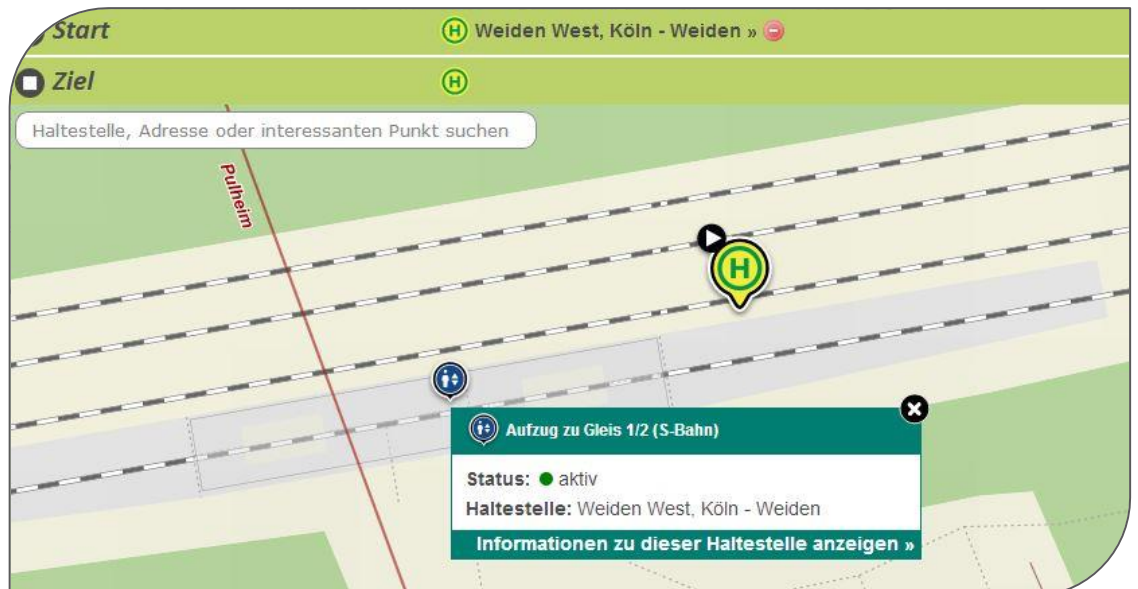 Start
H Weiden West, Köln - Weiden »
Ziel
H
Haltestelle, Adresse oder interessanten Punkt suchen
Pulheim
H
Aufzug zu Gleis 1/2 (S-Bahn)
Status: aktiv
Haltestelle: Weiden West, Köln - Weiden
Informationen zu dieser Haltestelle anzeigen »